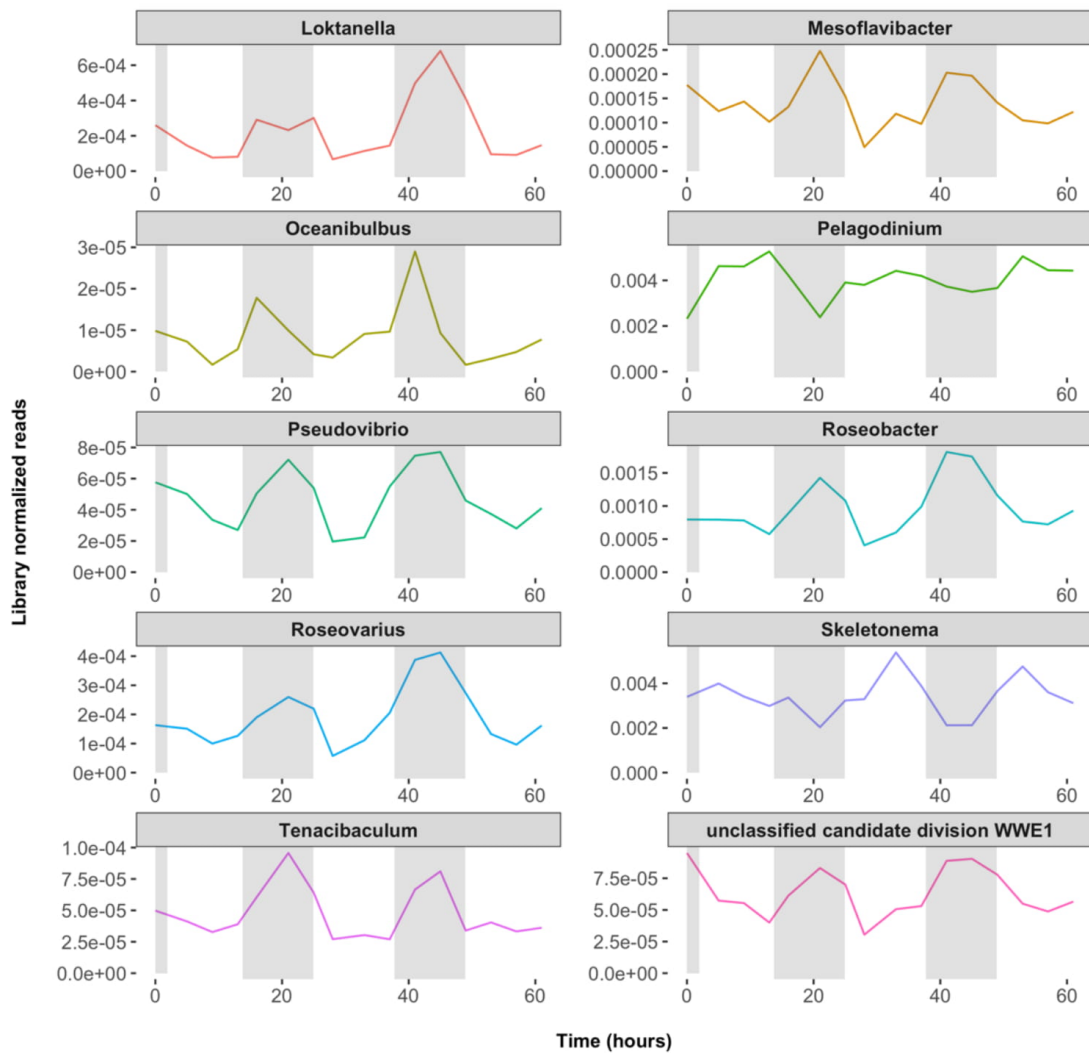 Loktanella
6e-04
4e-04
2e-04
0e+00
0 20 40 60
Mesoflavibacter
0.00025
0.00020
0.00015
0.00010
0.00005
0.00000
0 20 40 60
Oceanibulbus
3e-05
2e-05
1e-05
0e+00
0 20 40 60
Pelagodinium
0.004
0.002
0.000
0 20 40 60
Pseudovibrio
8e-05
6e-05
4e-05
2e-05
0e+00
0 20 40 60
Roseobacter
0.0015
0.0010
0.0005
0.0000
0 20 40 60
Roseovarius
4e-04
3e-04
2e-04
1e-04
0e+00
0 20 40 60
Skeletonema
0.004
0.002
0.000
0 20 40 60
Tenacibaculum
1.0e-04
7.5e-05
5.0e-05
2.5e-05
0.0e+00
0 20 40 60
unclassified candidate division WWE1
7.5e-05
5.0e-05
2.5e-05
0.0e+00
0 20 40 60
Library normalized reads
Time (hours)